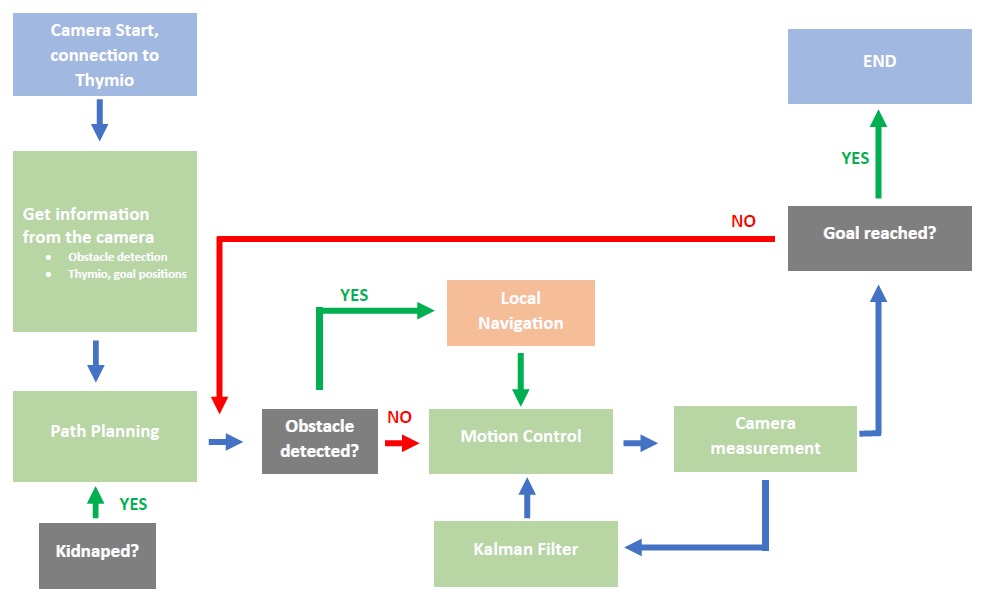 Camera Start,
connection to
Thymio
END
YES
Get information
from the camera
• Obstacle detection
• Thymio, goal positions
NO
Goal reached?
YES
Local
Navigation
Path Planning
Obstacle
detected?
NO
Motion Control
Camera
measurement
YES
Kidnaped?
Kalman Filter